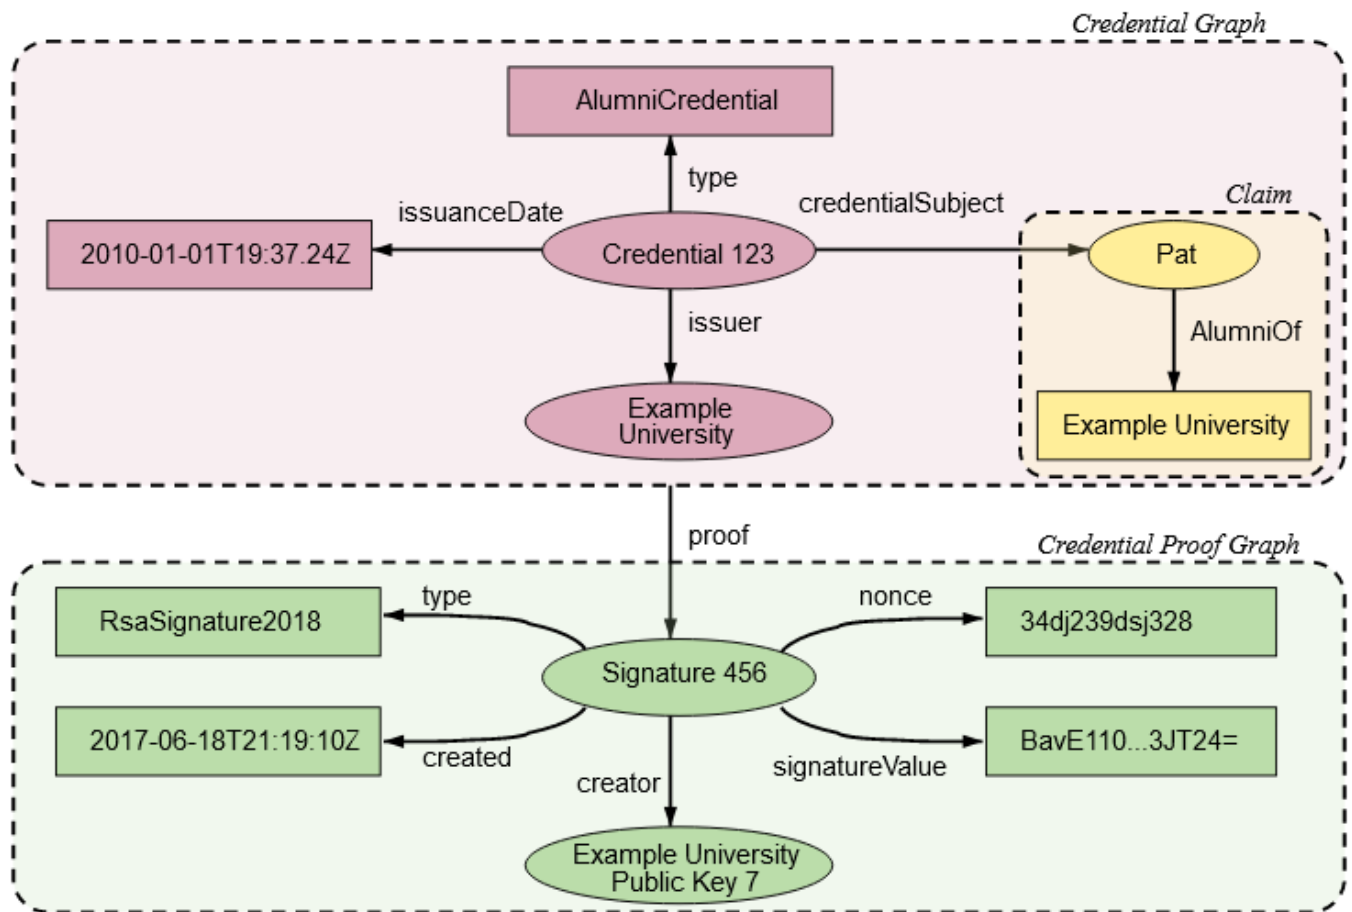 Credential Graph
AlumniCredential
type
issuanceDate
credentialSubject
Claim
2010-01-01T19:37.24Z
Credential 123
Pat
issuer
AlumniOf
Example
University
Example University
proof
Credential Proof Graph
type
nonce
RsaSignature2018
34dj239dsj328
Signature 456
2017-06-18T21:19:10Z
BavE110...3JT24=
created
signatureValue
creator
Example University
Public Key 7